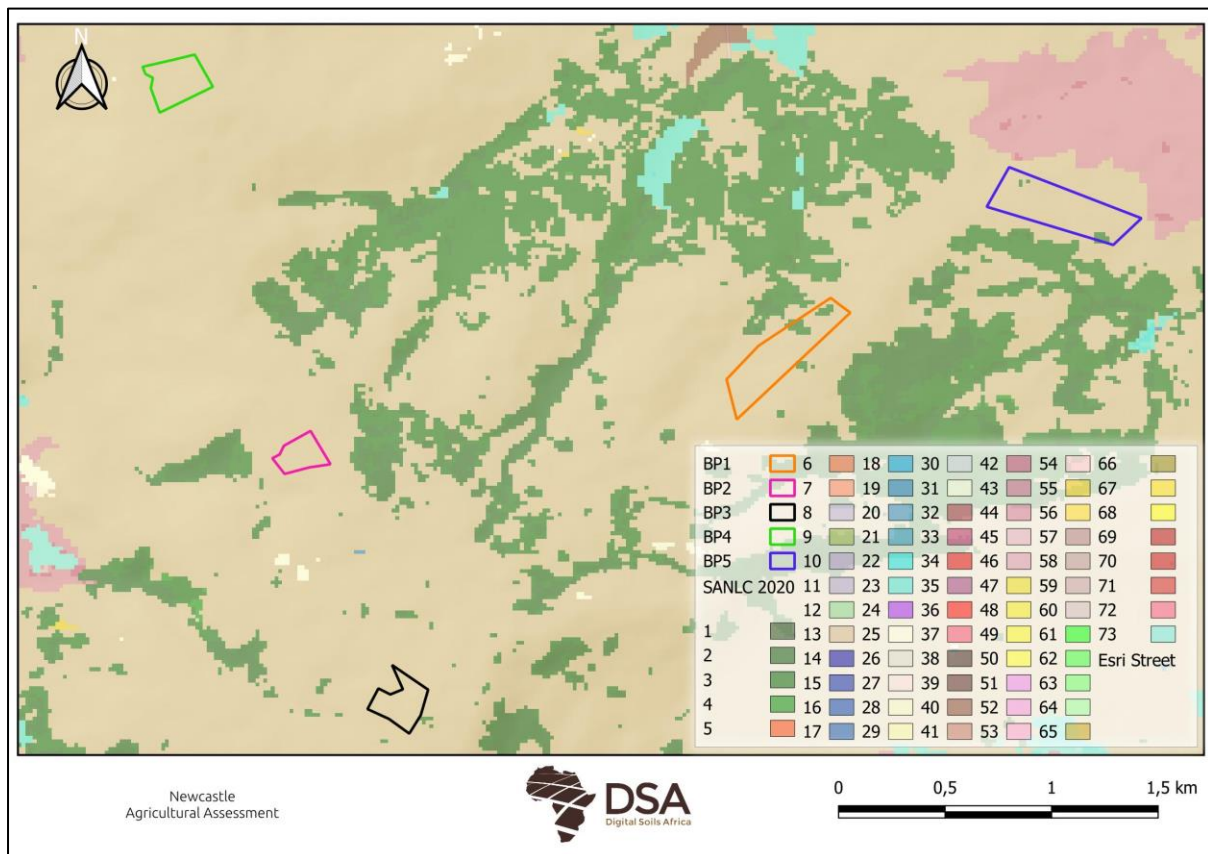 N
BP1 6 18 30 42 54 66
BP2 7 19 31 43 55 67
BP3 8 20 32 44 56 68
BP4 9 21 33 45 57 69
BP5 10 22 34 46 58 70
SANLC 2020 11 23 35 47 59 71
12 24 36 48 60 72
1 13 25 37 49 61 73
2 14 26 38 50 62 Esri Street
3 15 27 39 51 63
4 16 28 40 52 64
5 17 29 41 53 65
Newcastle
Agricultural Assessment
DSA
Digital Soils Africa
0 0,5 1 1,5 km